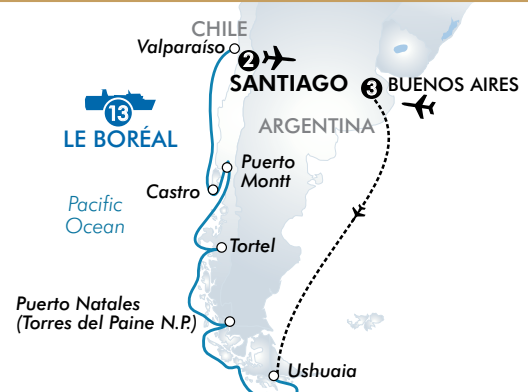 CHILE
Valparaíso
2
SANTIAGO
3 BUENOS AIRES
13
LE BORÉAL
ARGENTINA
Puerto
Montt
Castro
Pacific
Ocean
Tortel
Puerto Natales
(Torres del Paine N.P.)
Ushuaia